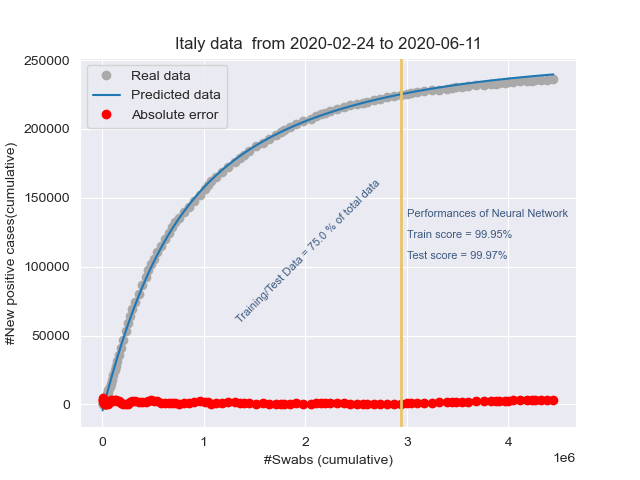 Italy data  from 2020-02-24 to 2020-06-11
Real data
Predicted data
Absolute error
#New positive cases(cumulative)
250000
200000
150000
100000
50000
0
Training/Test Data = 75.0 % of total data
Performances of Neural Network
Train score = 99.95%
Test score = 99.97%
0 1 2 3 4
1e6
#Swabs (cumulative)